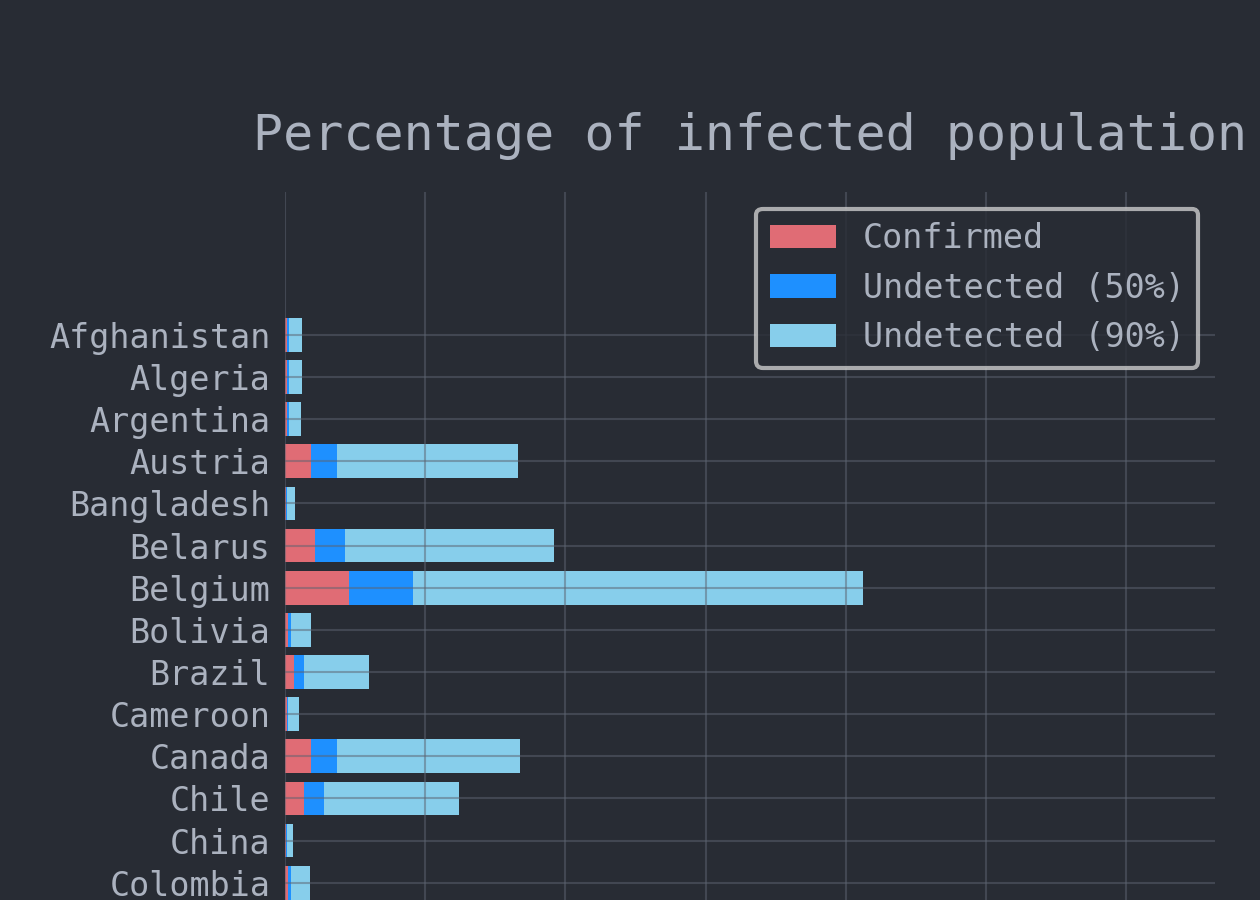 Percentage of infected population
Confirmed
Undetected (50%)
Undetected (90%)
Afghanistan
Algeria
Argentina
Austria
Bangladesh
Belarus
Belgium
Bolivia
Brazil
Cameroon
Canada
Chile
China
Colombia